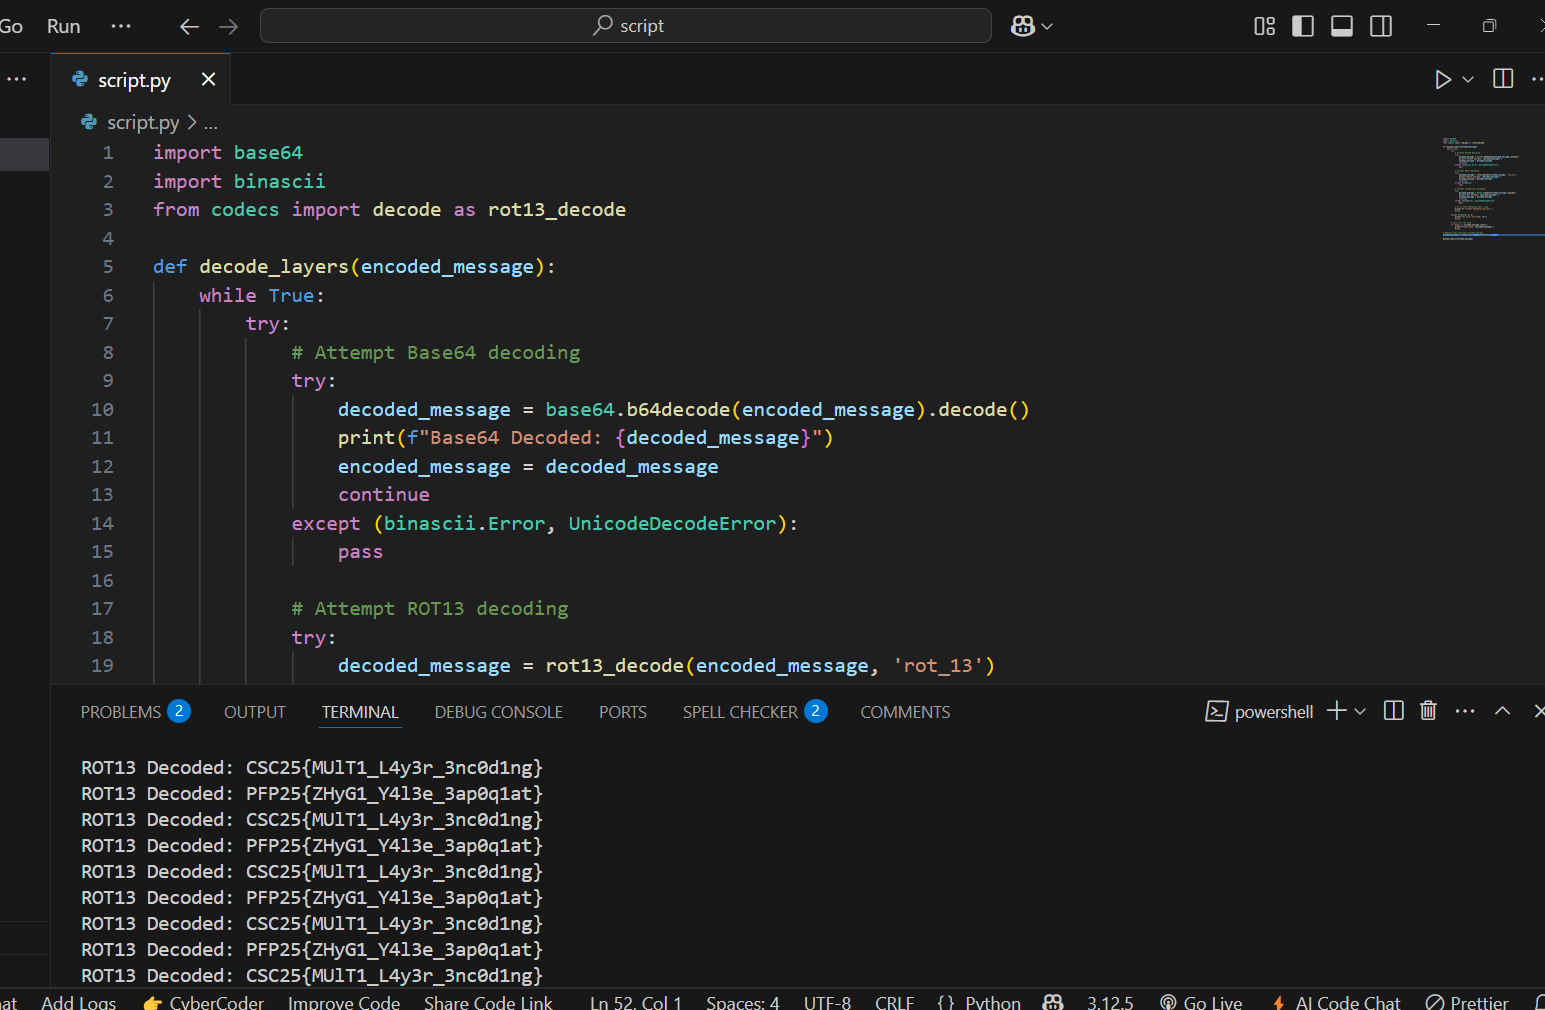 Go Run ··· script
script.py
script.py > ...
1 import base64
2 import binascii
3 from codecs import decode as rot13_decode
4
5 def decode_layers(encoded_message):
6     while True:
7         try:
8             # Attempt Base64 decoding
9             try:
10                 decoded_message = base64.b64decode(encoded_message).decode()
11                 print(f"Base64 Decoded: {decoded_message}")
12                 encoded_message = decoded_message
13                 continue
14             except (binascii.Error, UnicodeDecodeError):
15                 pass
16
17             # Attempt ROT13 decoding
18             try:
19                 decoded_message = rot13_decode(encoded_message, 'rot_13')
PROBLEMS 2 OUTPUT TERMINAL DEBUG CONSOLE PORTS SPELL CHECKER 2 COMMENTS powershell
ROT13 Decoded: CSC25{MUlT1_L4y3r_3nc0d1ng}
ROT13 Decoded: PFP25{ZHyG1_Y4l3e_3ap0q1at}
ROT13 Decoded: CSC25{MUlT1_L4y3r_3nc0d1ng}
ROT13 Decoded: PFP25{ZHyG1_Y4l3e_3ap0q1at}
ROT13 Decoded: CSC25{MUlT1_L4y3r_3nc0d1ng}
ROT13 Decoded: PFP25{ZHyG1_Y4l3e_3ap0q1at}
ROT13 Decoded: CSC25{MUlT1_L4y3r_3nc0d1ng}
ROT13 Decoded: PFP25{ZHyG1_Y4l3e_3ap0q1at}
ROT13 Decoded: CSC25{MUlT1_L4y3r_3nc0d1ng}
Add Logs CyberCoder Improve Code Share Code Link Ln 52, Col 1 Spaces: 4 UTF-8 CRLF {} Python 3.12.5 Go Live AI Code Chat Prettier